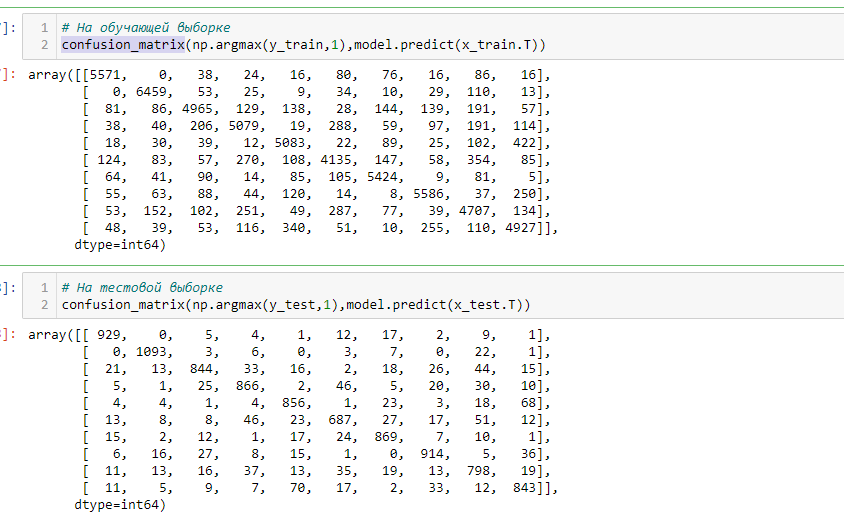 ]:
1 # На обучающей выборке
2 confusion_matrix(np.argmax(y_train,1),model.predict(x_train.T))
]: array([[5571, 0, 38, 24, 16, 80, 76, 16, 86, 16],
[ 0, 6459, 53, 25, 9, 34, 10, 29, 110, 13],
[ 81, 86, 4965, 129, 138, 28, 144, 139, 191, 57],
[ 38, 40, 206, 5079, 19, 288, 59, 97, 191, 114],
[ 18, 30, 39, 12, 5083, 22, 89, 25, 102, 422],
[ 124, 83, 57, 270, 108, 4135, 147, 58, 354, 85],
[ 64, 41, 90, 14, 85, 105, 5424, 9, 81, 5],
[ 55, 63, 88, 44, 120, 14, 8, 5586, 37, 250],
[ 53, 152, 102, 251, 49, 287, 77, 39, 4707, 134],
[ 48, 39, 53, 116, 340, 51, 10, 255, 110, 4927]],
dtype=int64)
]:
1 # На тестовой выборке
2 confusion_matrix(np.argmax(y_test,1),model.predict(x_test.T))
]: array([[ 929, 0, 5, 4, 1, 12, 17, 2, 9, 1],
[ 0, 1093, 3, 6, 0, 3, 7, 0, 22, 1],
[ 21, 13, 844, 33, 16, 2, 18, 26, 44, 15],
[ 5, 1, 25, 866, 2, 46, 5, 20, 30, 10],
[ 4, 4, 1, 4, 856, 1, 23, 3, 18, 68],
[ 13, 8, 8, 46, 23, 687, 27, 17, 51, 12],
[ 15, 2, 12, 1, 17, 24, 869, 7, 10, 1],
[ 6, 16, 27, 8, 15, 1, 0, 914, 5, 36],
[ 11, 13, 16, 37, 13, 35, 19, 13, 798, 19],
[ 11, 5, 9, 7, 70, 17, 2, 33, 12, 843]],
dtype=int64)